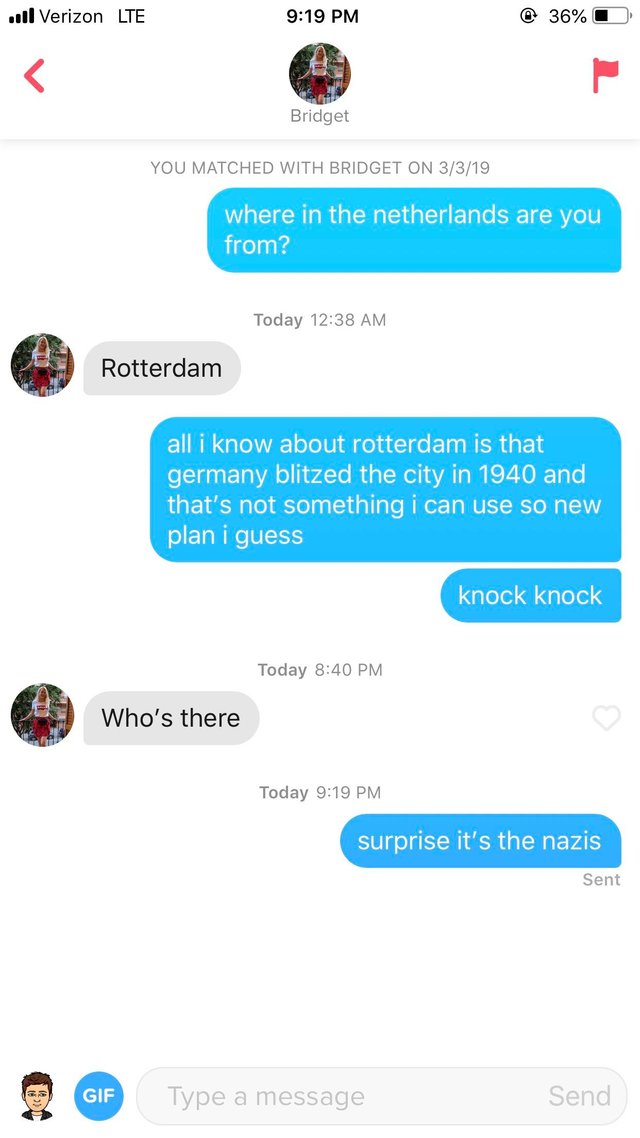 Verizon LTE 9:19 PM 36%
Bridget
YOU MATCHED WITH BRIDGET ON 3/3/19
where in the netherlands are you
from?
Today 12:38 AM
Rotterdam
all i know about rotterdam is that
germany blitzed the city in 1940 and
that's not something i can use so new
plan i guess
knock knock
Today 8:40 PM
Who's there
Today 9:19 PM
surprise it's the nazis
Sent
GIF Type a message Send